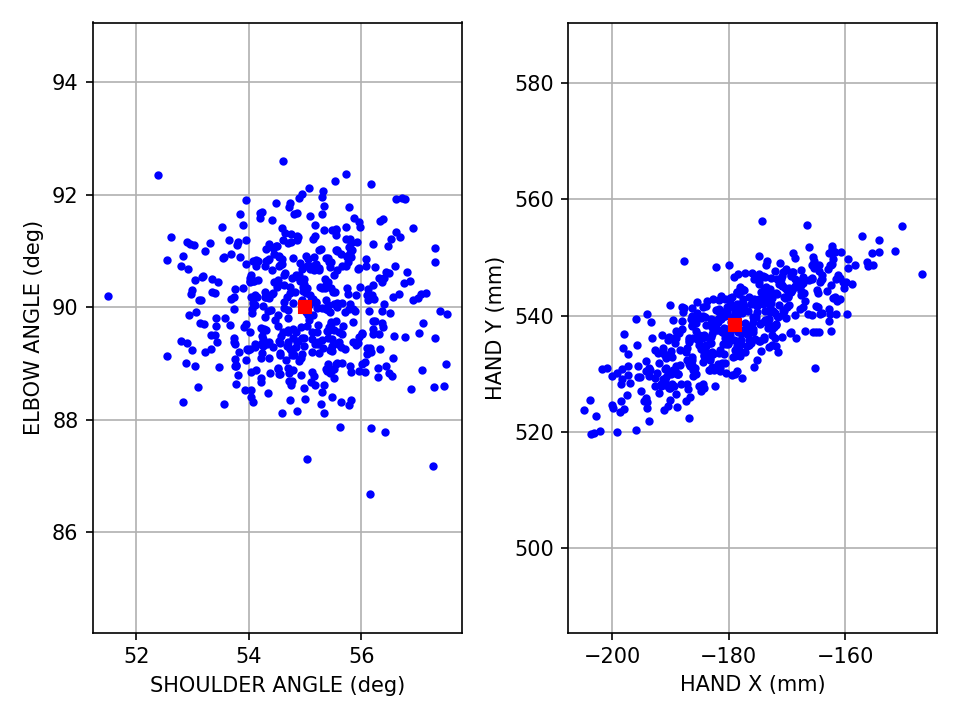 94
92
90
88
86
ELBOW ANGLE (deg)
52 54 56
SHOULDER ANGLE (deg)
580
560
540
520
500
HAND Y (mm)
−200 −180 −160
HAND X (mm)